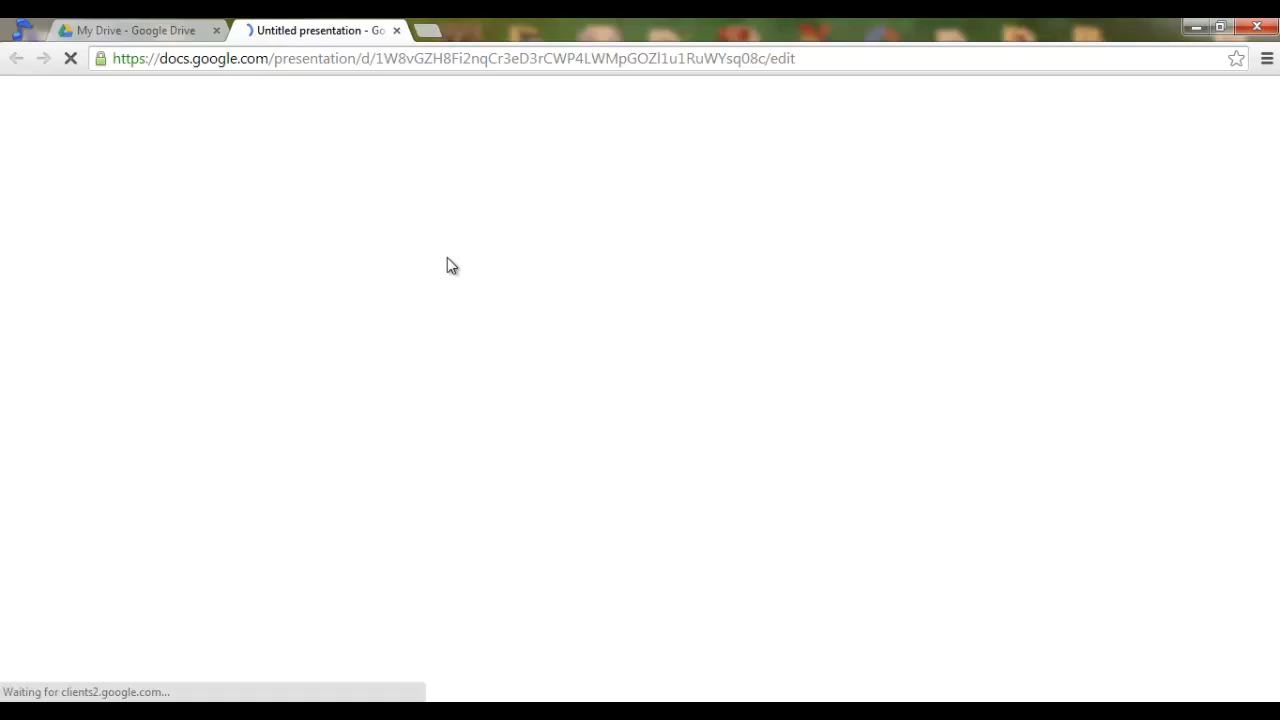 My Drive - Google Drive
Untitled presentation - Go
https://docs.google.com/presentation/d/1W8vGZH8Fi2nqCr3eD3rCWP4LWMpGOZl1u1RuWYsq08c/edit
Waiting for clients2.google.com...